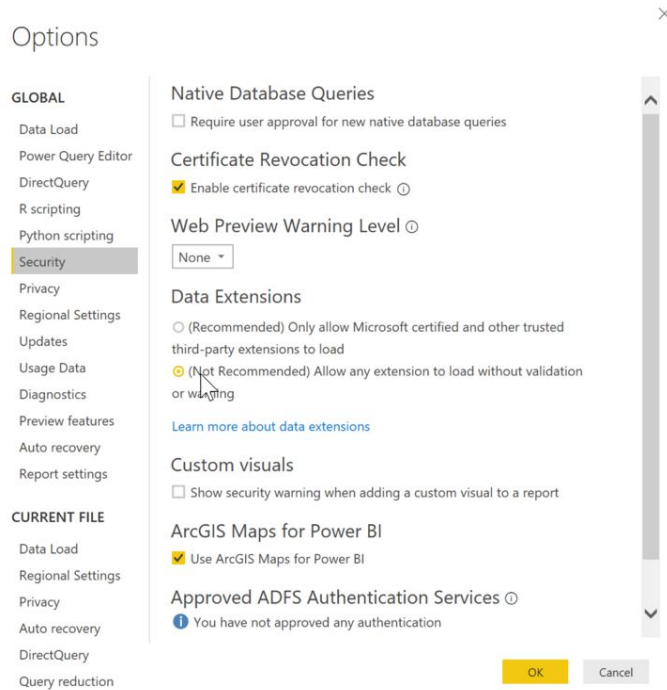 Options
GLOBAL
Data Load
Power Query Editor
DirectQuery
R scripting
Python scripting
Security
Privacy
Regional Settings
Updates
Usage Data
Diagnostics
Preview features
Auto recovery
Report settings
CURRENT FILE
Data Load
Regional Settings
Privacy
Auto recovery
DirectQuery
Query reduction
Native Database Queries
Require user approval for new native database queries
Certificate Revocation Check
Enable certificate revocation check
Web Preview Warning Level
None
Data Extensions
(Recommended) Only allow Microsoft certified and other trusted
third-party extensions to load
(Not Recommended) Allow any extension to load without validation
or warning
Learn more about data extensions
Custom visuals
Show security warning when adding a custom visual to a report
ArcGIS Maps for Power BI
Use ArcGIS Maps for Power BI
Approved ADFS Authentication Services
You have not approved any authentication
OK
Cancel